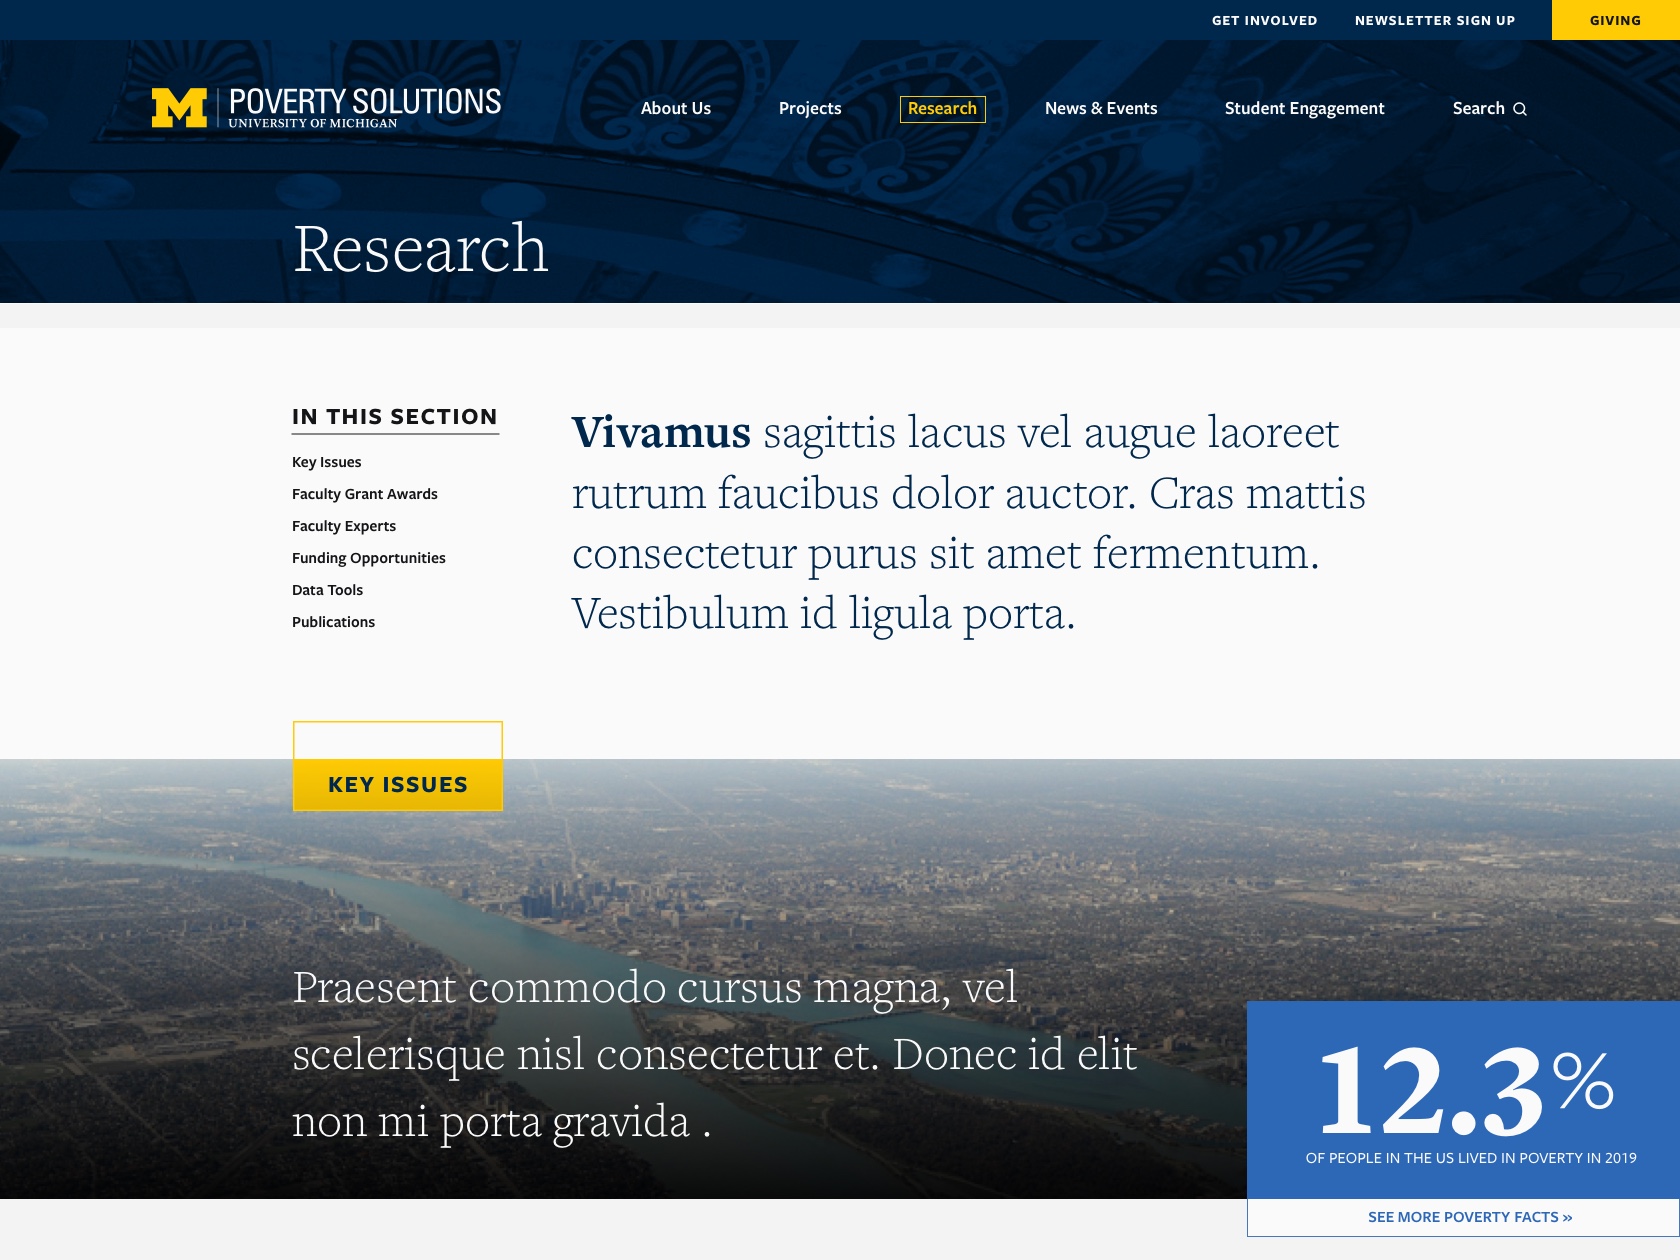 GET INVOLVED
NEWSLETTER SIGN UP
GIVING
M
POVERTY SOLUTIONS
UNIVERSITY OF MICHIGAN
About Us
Projects
Research
News & Events
Student Engagement
Search
Research
IN THIS SECTION
Key Issues
Faculty Grant Awards
Faculty Experts
Funding Opportunities
Data Tools
Publications
Vivamus sagittis lacus vel augue laoreet
rutrum faucibus dolor auctor. Cras mattis
consectetur purus sit amet fermentum.
Vestibulum id ligula porta.
KEY ISSUES
Praesent commodo cursus magna, vel
scelerisque nisl consectetur et. Donec id elit
non mi porta gravida .
12.3%
OF PEOPLE IN THE US LIVED IN POVERTY IN 2019
SEE MORE POVERTY FACTS »